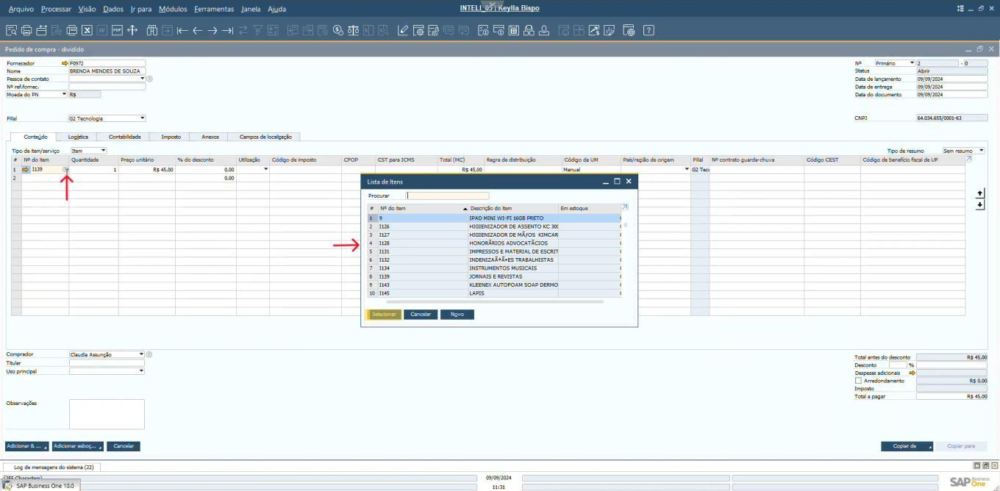 Arquivo Processar Visão Dados Ir para Módulos Ferramentas Janela Ajuda
INTELI_05 | Keylla Bispo
Pedido de compra - dividido
Fornecedor F0972
Nome BRENDA MENDES DE SOUZA
Pessoa de contato
Nº ref.fornec.
Moeda do PN R$
Filial G2 Tecnologia
Nº Primário 2 - 0
Status Abrir
Data de lançamento 09/09/2024
Data de entrega 09/09/2024
Data do documento 09/09/2024
CNPJ 64.034.655/0001-63
Conteúdo Logística Contabilidade Imposto Anexos Campos de localização
Tipo de item/serviço Item
Tipo de resumo Sem resumo
# Nº do item Quantidade Preço unitário % do desconto Utilização Código de imposto CFOP CST para ICMS Total (MC) Regra de distribuição Código da UM País/região de origem Filial Nº contrato guarda-chuva Código CEST Código de benefício fiscal de UF
1 I139 1 R$ 45,00 0,00 R$ 45,00 Manual G2 Tec
2 0,00
Lista de Itens
Procurar
# Nº do item Descrição do item Em estoque
1 9 IPAD MINI WI-FI 16GB PRETO
2 I126 HIGIENIZADOR DE ASSENTO KC 300
3 I127 HIGIENIZADOR DE MÃƒOS KIMCAR
4 I128 HONORÃRIOS ADVOCATÃCIOS
5 I131 IMPRESSOS E MATERIAL DE ESCRIT
6 I132 INDENIZAÃ‡Ã•ES TRABALHISTAS
7 I134 INSTRUMENTOS MUSICAIS
8 I139 JORNAIS E REVISTAS
9 I143 KLEENEX AUTOFOAM SOAP DERMO
10 I145 LAPIS
Selecionar Cancelar Novo
Comprador Claudia Assunção
Titular
Uso principal
Observações
Total antes do desconto R$ 45,00
Desconto %
Despesas adicionais
Arredondamento R$ 0,00
Imposto
Total a pagar R$ 45,00
Adicionar & ... Adicionar esboç... Cancelar
Copiar de Copiar para
Log de mensagens do sistema (22)
09/09/2024
11:31
SAP Business One 10.0
SAP Business One